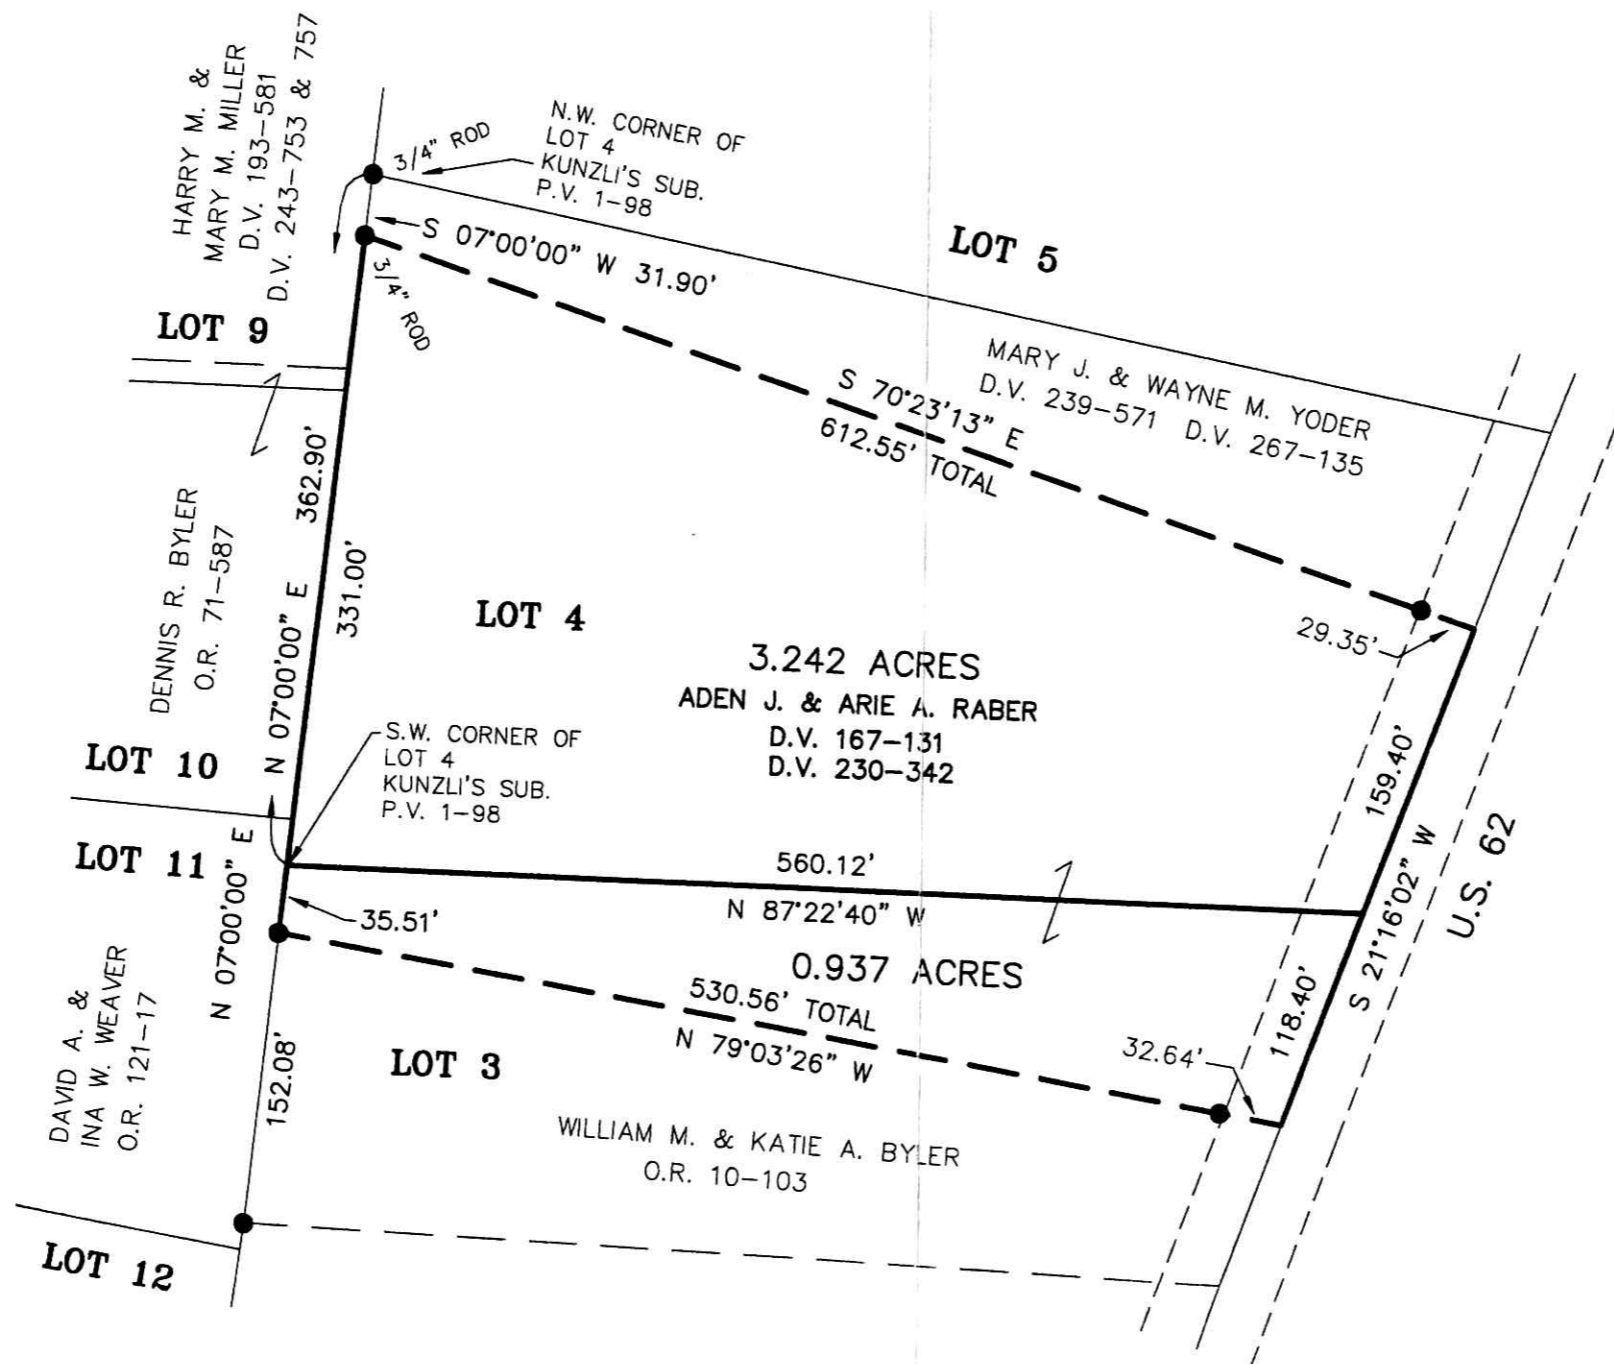 HARRY M. &
MARY M. MILLER
D.V. 193-581
D.V. 243-753 & 757
3/4" ROD
N.W. CORNER OF
LOT 4
KUNZLI'S SUB.
P.V. 1-98
S 07°00'00" W 31.90'
3/4" ROD
LOT 5
LOT 9
MARY J. & WAYNE M. YODER
D.V. 239-571 D.V. 267-135
S 70°23'13" E
612.55' TOTAL
362.90'
N 07°00'00" E
331.00'
DENNIS R. BYLER
O.R. 71-587
LOT 4
3.242 ACRES
ADEN J. & ARIE A. RABER
D.V. 167-131
D.V. 230-342
29.35'
159.40'
S 21°16'02" W
U.S. 62
LOT 10
S.W. CORNER OF
LOT 4
KUNZLI'S SUB.
P.V. 1-98
LOT 11
N 07°00'00" E
35.51'
560.12'
N 87°22'40" W
0.937 ACRES
530.56' TOTAL
N 79°03'26" W
32.64'
118.40'
DAVID A. &
INA W. WEAVER
O.R. 121-17
152.08'
LOT 3
WILLIAM M. & KATIE A. BYLER
O.R. 10-103
LOT 12